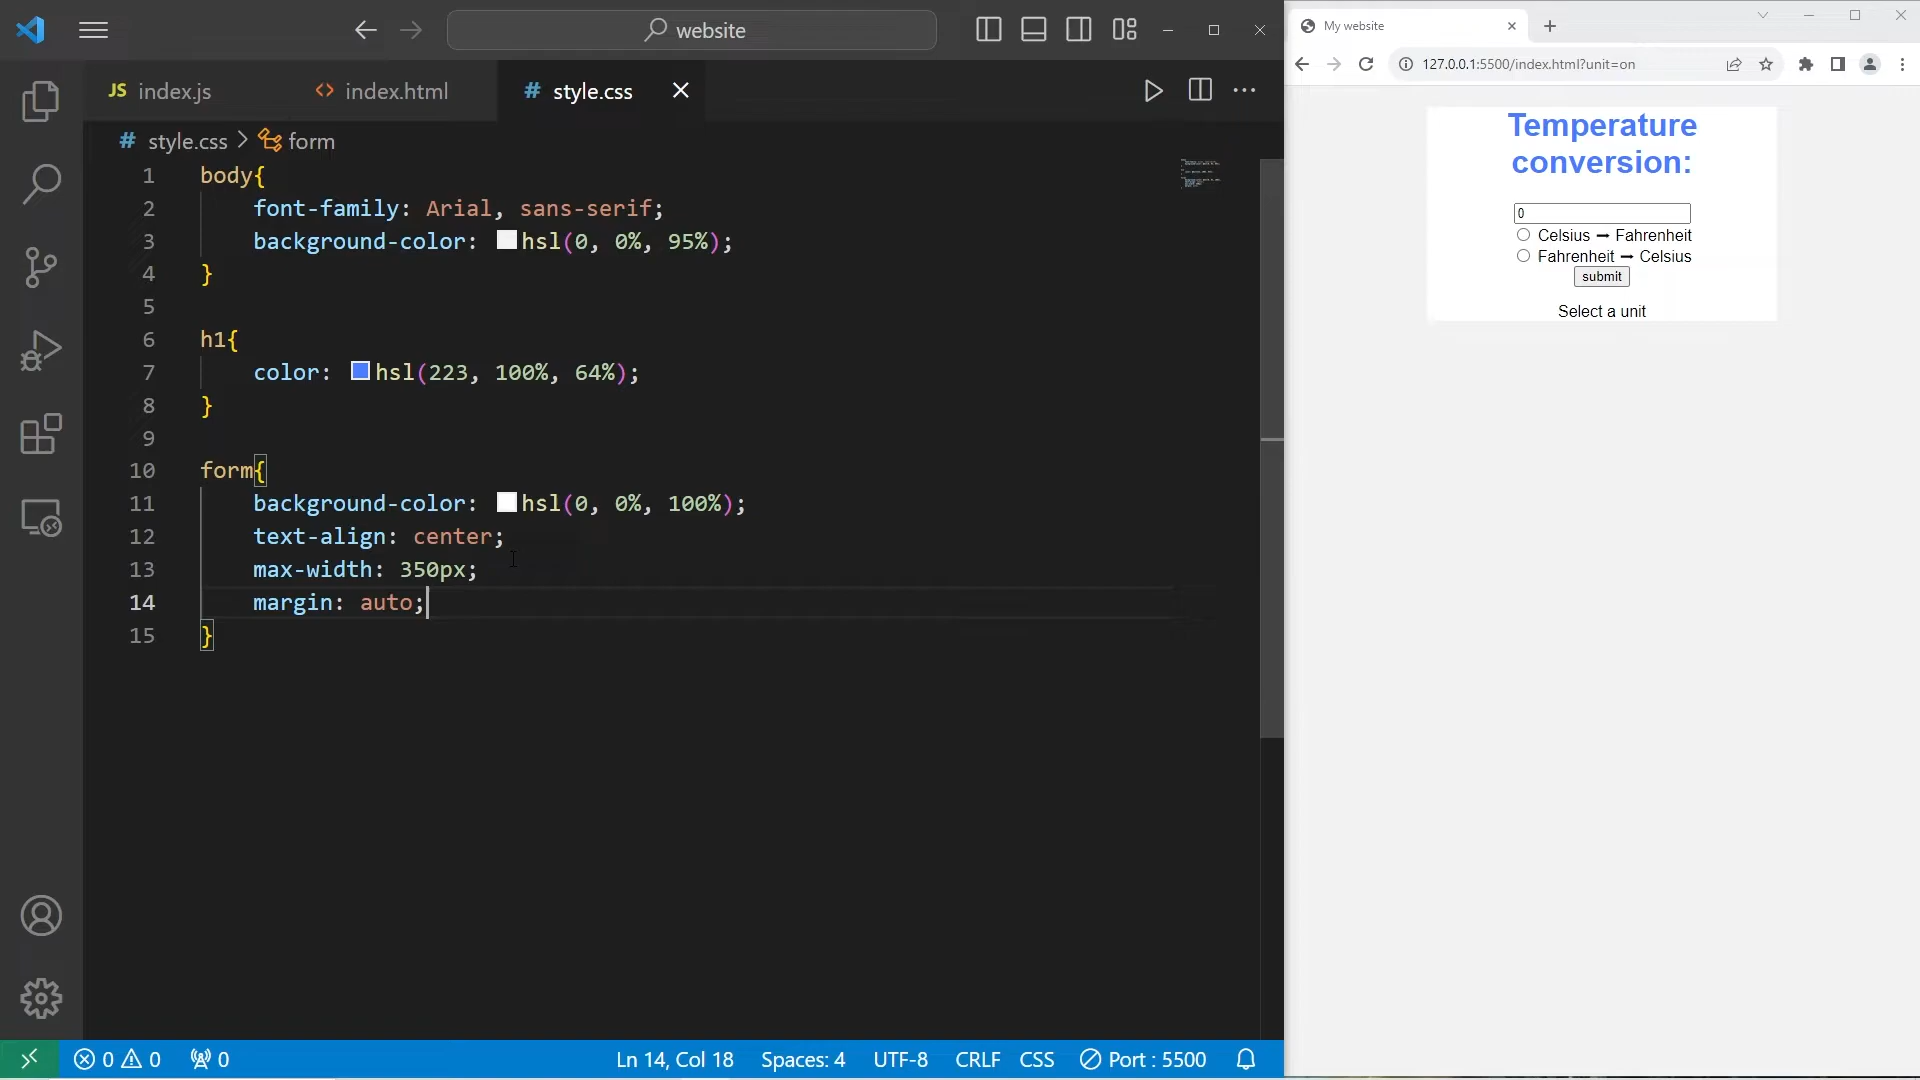 website
JS index.js
<> index.html
# style.css
# style.css > form
1 body{
2 font-family: Arial, sans-serif;
3 background-color: hsl(0, 0%, 95%);
4 }
5
6 h1{
7 color: hsl(223, 100%, 64%);
8 }
9
10 form{
11 background-color: hsl(0, 0%, 100%);
12 text-align: center;
13 max-width: 350px;
14 margin: auto;
15 }
0 0 0
Ln 14, Col 18 Spaces: 4 UTF-8 CRLF CSS Port : 5500
My website
127.0.0.1:5500/index.html?unit=on
Temperature
conversion:
0
Celsius ➞ Fahrenheit
Fahrenheit ➞ Celsius
submit
Select a unit